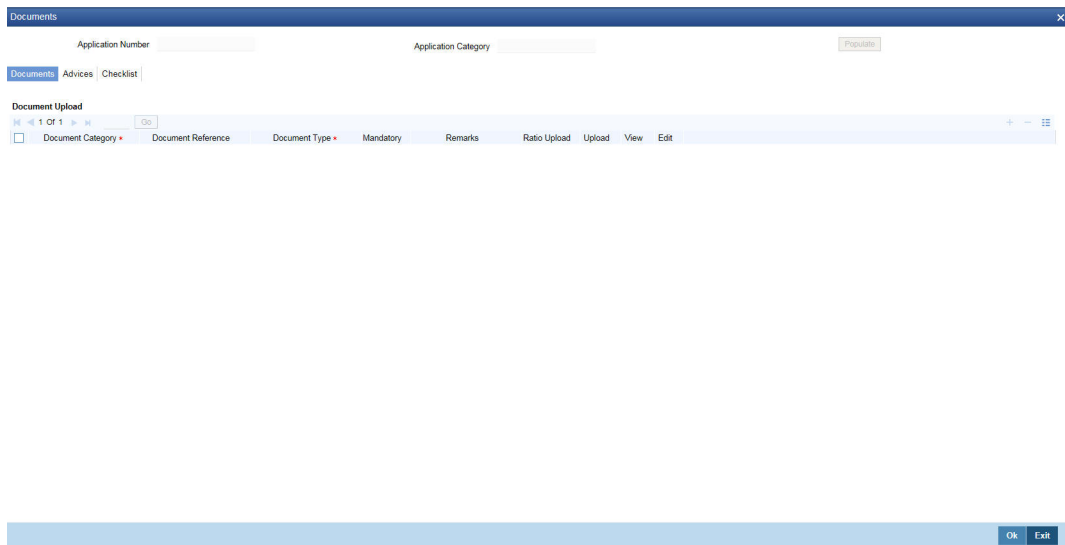 Documents
Application Number Application Category Populate
Documents Advices Checklist
Document Upload
1 Of 1 Go
Document Category * Document Reference Document Type * Mandatory Remarks Ratio Upload Upload View Edit
Ok Exit